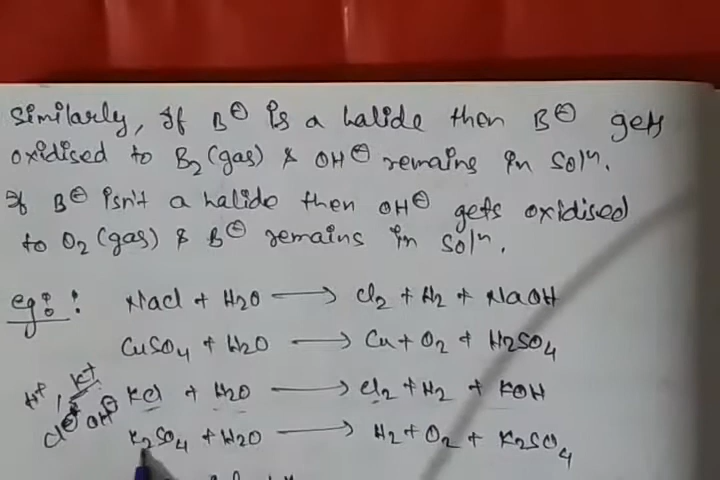 Similarly, If B⊖ is a halide then B⊖ gets
oxidised to B₂ (gas) & OH⊖ remains in Solⁿ.
If B⊖ isn't a halide then OH⊖ gets oxidised
to O₂ (gas) & B⊖ remains in Solⁿ.
eg:: NaCl + H₂O ⟶ Cl₂ + H₂ + NaOH
CuSO₄ + H₂O ⟶ Cu + O₂ + H₂SO₄
H⁺, K⁺ KCl + H₂O ⟶ Cl₂ + H₂ + KOH
Cl⊖ OH⊖ K₂SO₄ + H₂O ⟶ H₂ + O₂ + K₂SO₄